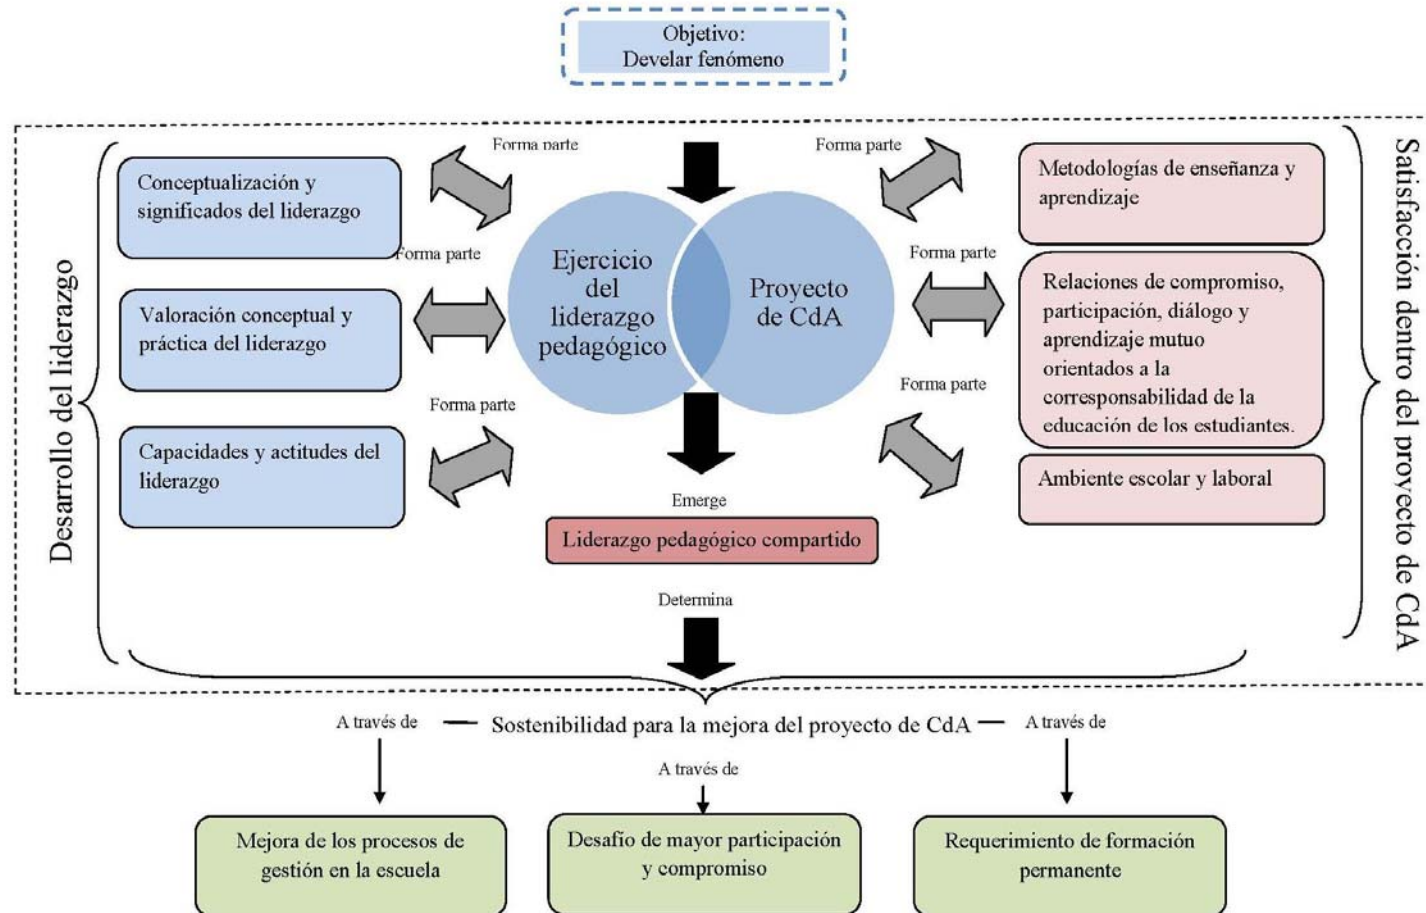 Objetivo:
Develar fenómeno
Desarrollo del liderazgo
Forma parte
Conceptualización y
significados del liderazgo
Forma parte
Valoración conceptual y
práctica del liderazgo
Forma parte
Capacidades y actitudes del
liderazgo
Ejercicio
del
liderazgo
pedagógico
Proyecto
de CdA
Forma parte
Metodologías de enseñanza y
aprendizaje
Forma parte
Relaciones de compromiso,
participación, diálogo y
aprendizaje mutuo
orientados a la
corresponsabilidad de la
educación de los estudiantes.
Forma parte
Ambiente escolar y laboral
Satisfacción dentro del proyecto de CdA
Emerge
Liderazgo pedagógico compartido
Determina
A través de
Sostenibilidad para la mejora del proyecto de CdA
A través de
A través de
Mejora de los procesos de
gestión en la escuela
Desafío de mayor participación
y compromiso
Requerimiento de formación
permanente